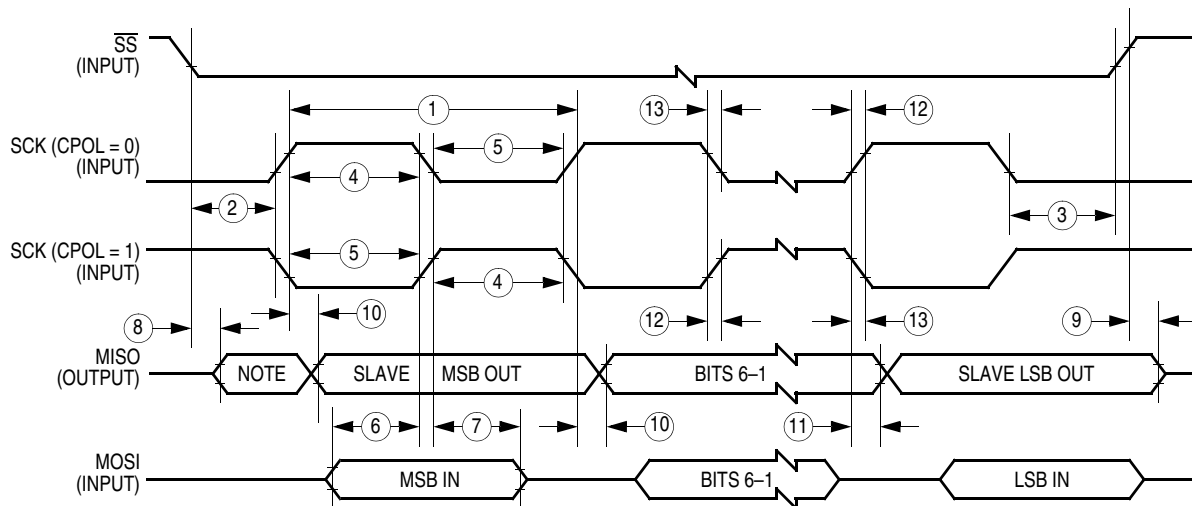 SS
(INPUT)
1
13
12
SCK (CPOL = 0)
(INPUT)
5
4
2
3
SCK (CPOL = 1)
(INPUT)
5
4
8
10
12
13
9
MISO
(OUTPUT)
NOTE
SLAVE MSB OUT
BITS 6–1
SLAVE LSB OUT
6
7
10
11
MOSI
(INPUT)
MSB IN
BITS 6–1
LSB IN